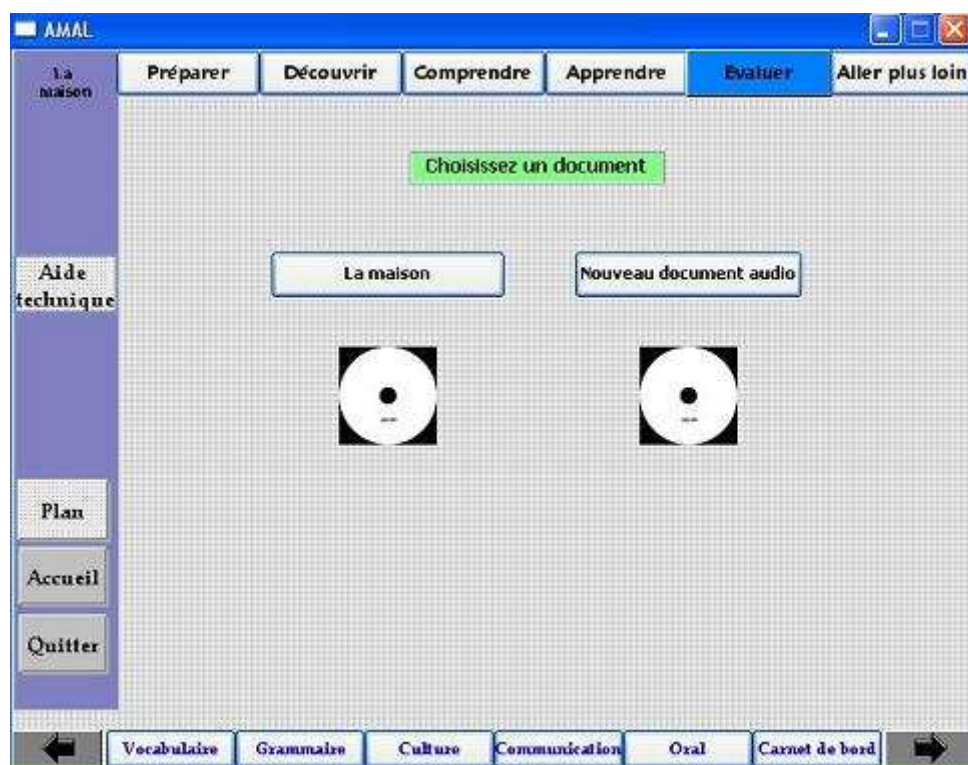 AMAL
La
maison
Préparer
Découvrir
Comprendre
Apprendre
Evaluer
Aller plus loin
Choisissez un document
La maison
Nouveau document audio
Aide
technique
Plan
Accueil
Quitter
Vocabulaire
Grammaire
Culture
Communication
Oral
Carnet de bord